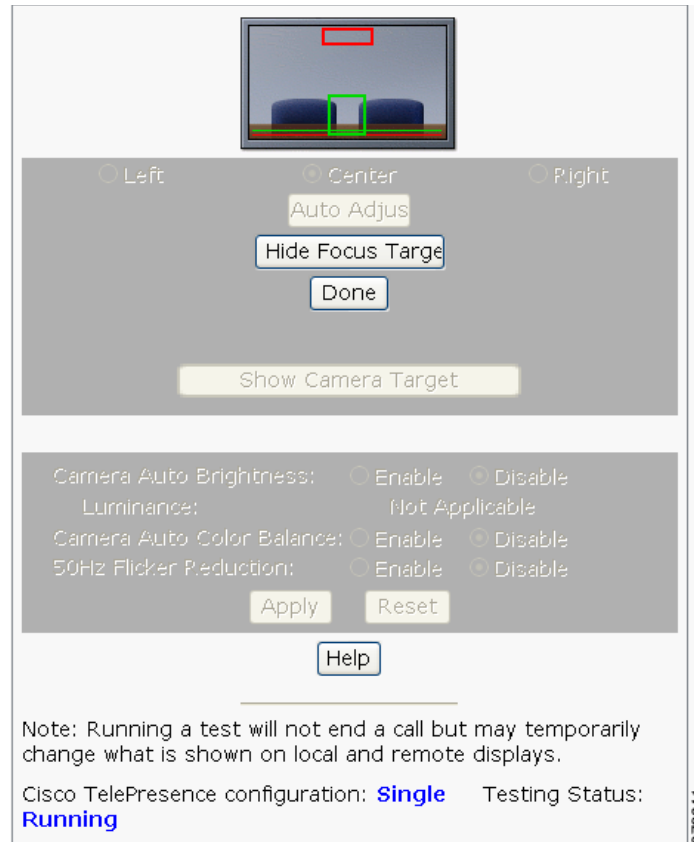 Left Center Right
Auto Adjus
Hide Focus Targe
Done
Show Camera Target
Camera Auto Brightness: Enable Disable
Luminance: Not Applicable
Camera Auto Color Balance: Enable Disable
50Hz Flicker Reduction: Enable Disable
Apply Reset
Help
Note: Running a test will not end a call but may temporarily
change what is shown on local and remote displays.
Cisco TelePresence configuration: Single Testing Status:
Running